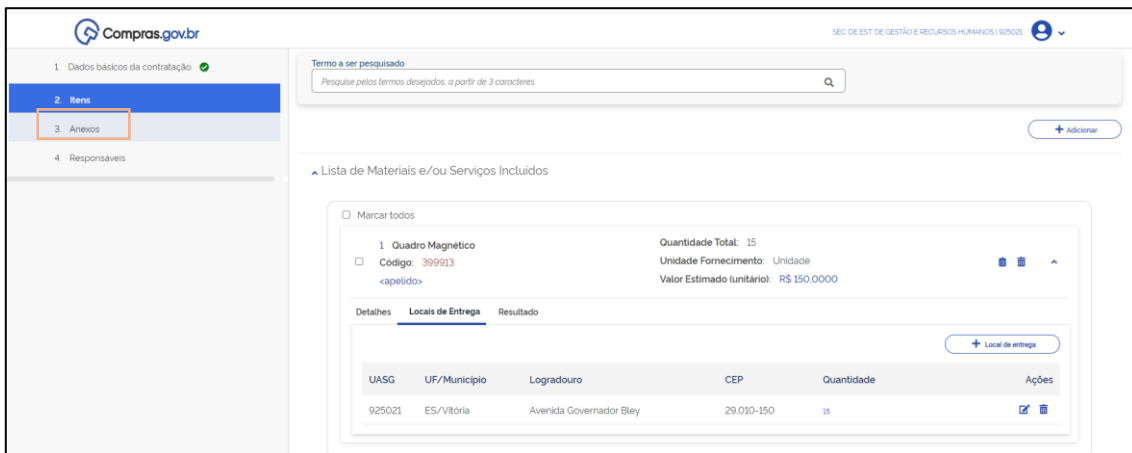 Compras.gov.br
SEC DE EST DE GESTÃO E RECURSOS HUMANOS | 925021
1. Dados básicos da contratação
2. Itens
3. Anexos
4. Responsáveis
Termo a ser pesquisado
Pesquise pelos termos desejados, a partir de 3 caracteres
+ Adicionar
Lista de Materiais e/ou Serviços Incluídos
Marcar todos
1 Quadro Magnético
Código: 399913
<apelido>
Quantidade Total: 15
Unidade Fornecimento: Unidade
Valor Estimado (unitário): R$ 150,0000
Detalhes Locais de Entrega Resultado
+ Local de entrega
UASG UF/Município Logradouro CEP Quantidade Ações
925021 ES/Vitória Avenida Governador Bley 29.010-150 15